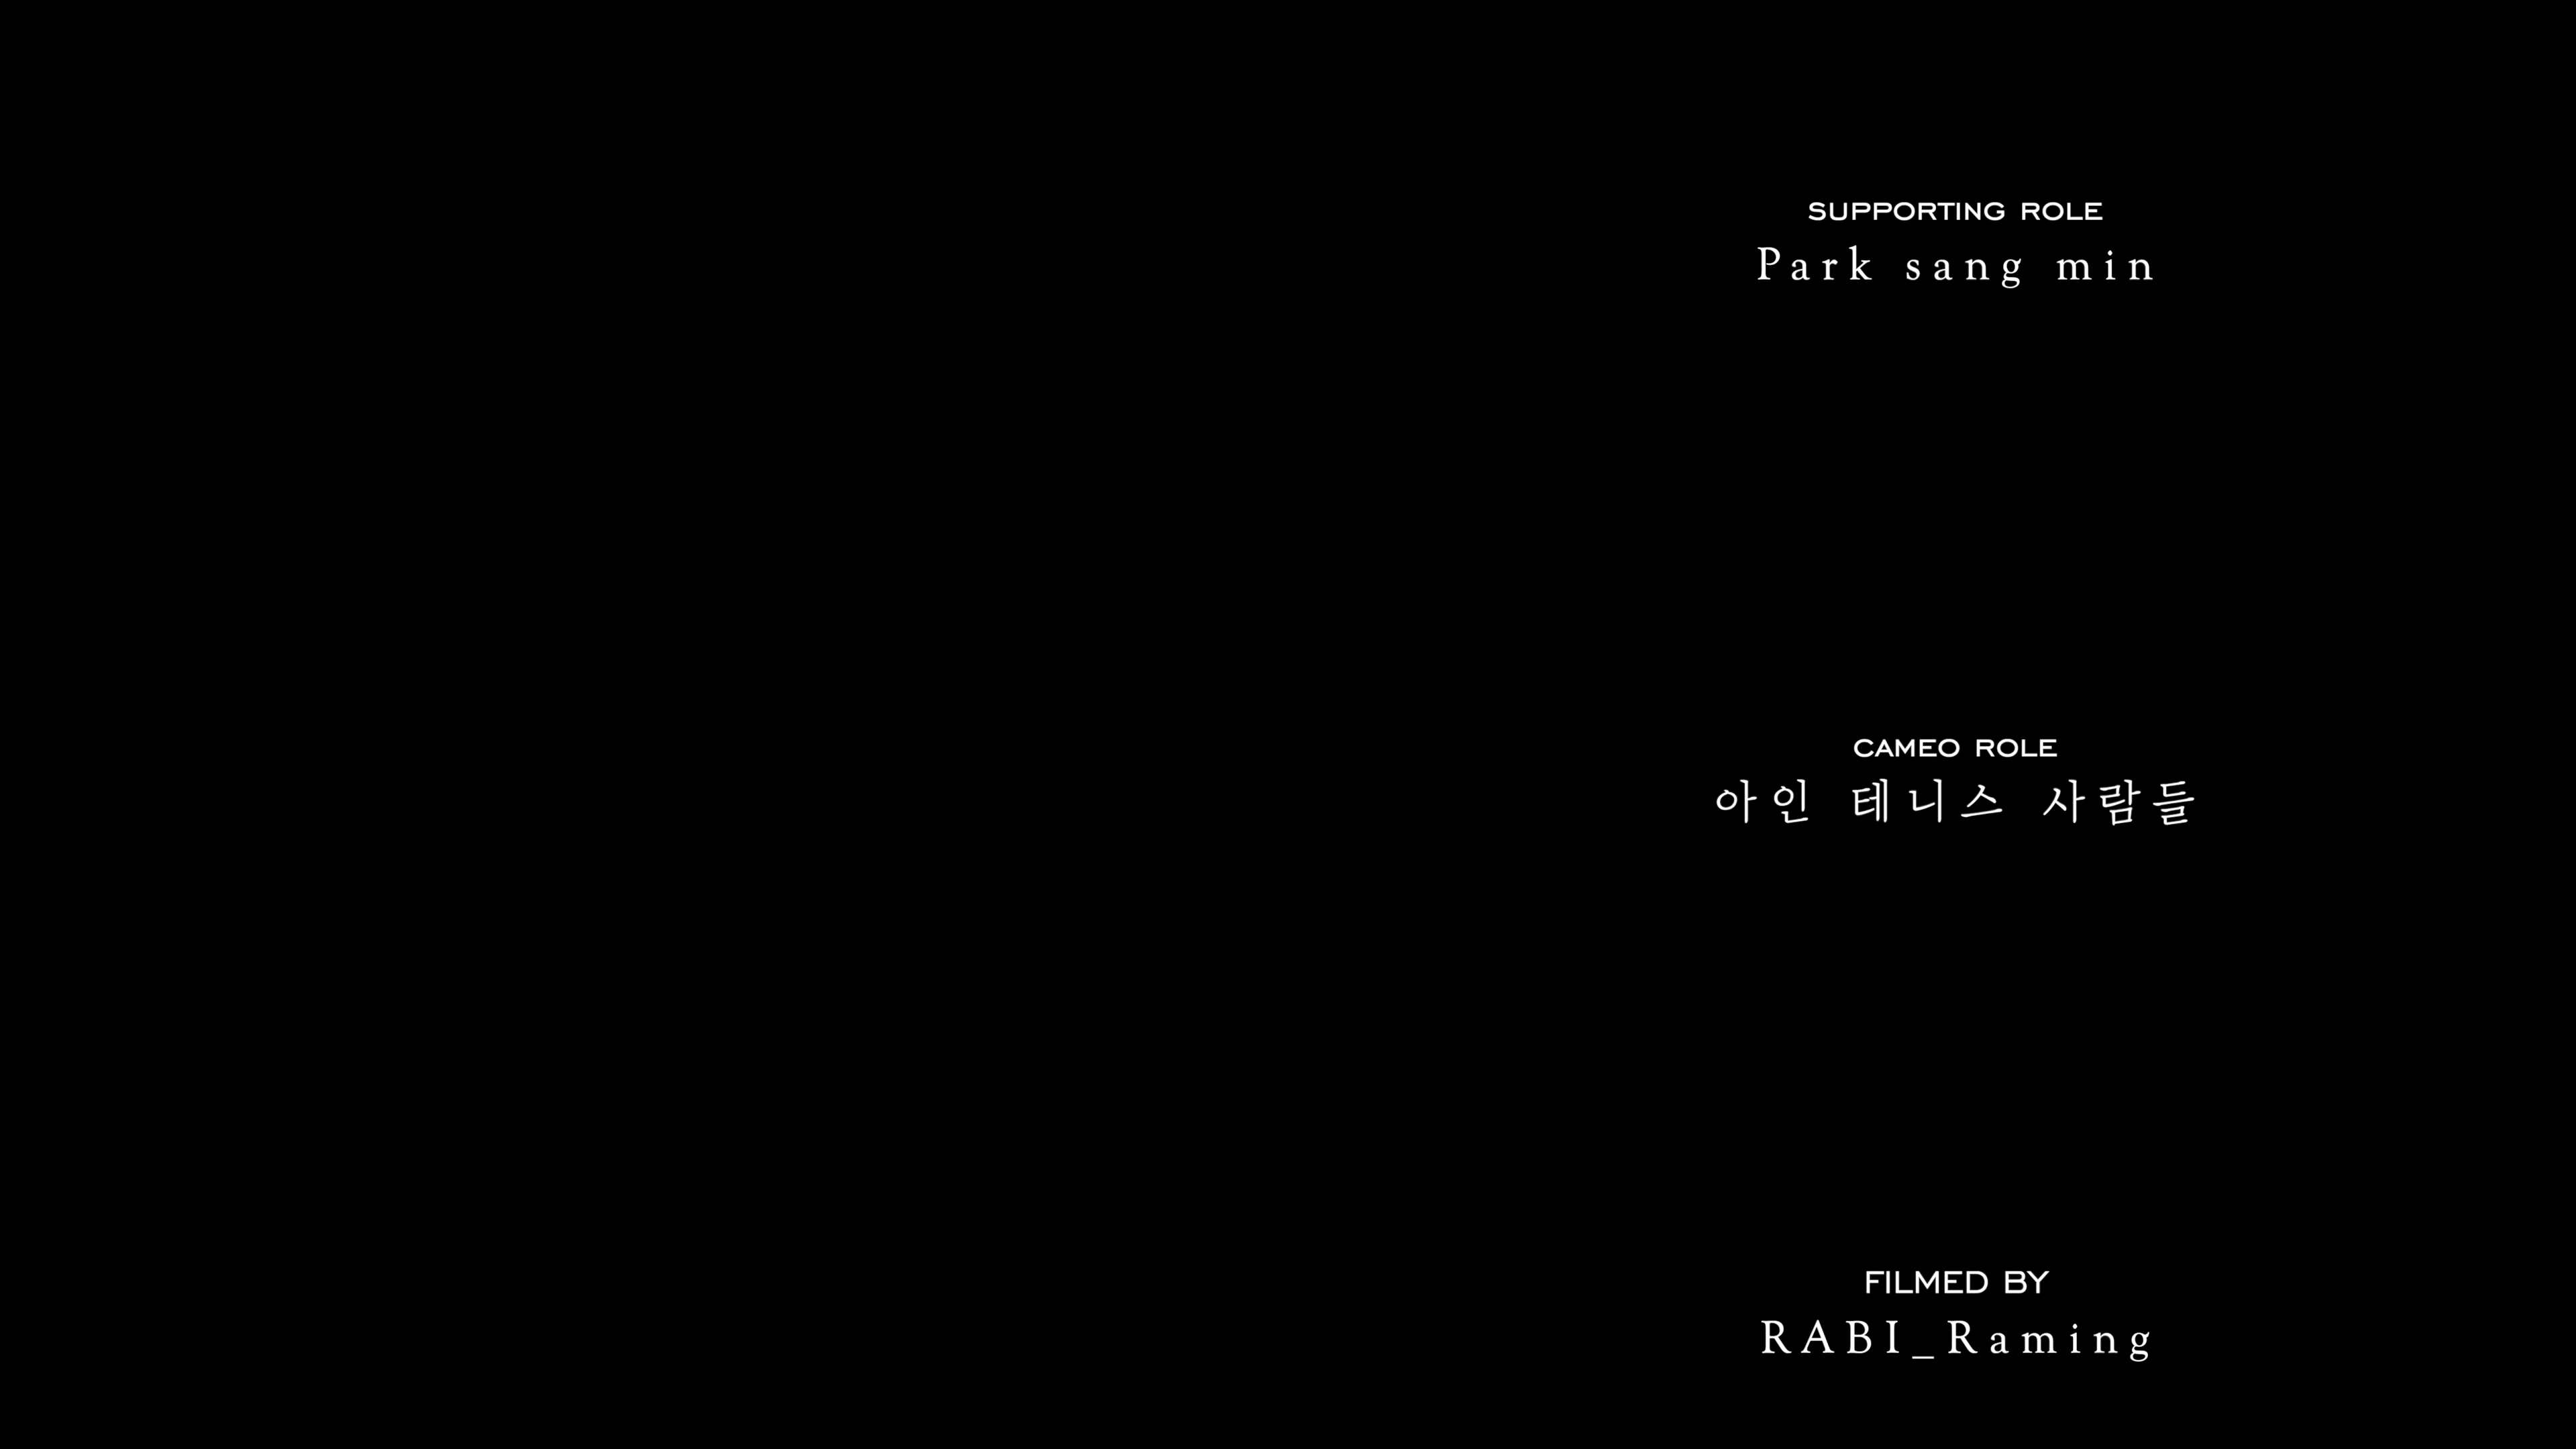 SUPPORTING ROLE
Park sang min
CAMEO ROLE
아인 테니스 사람들
FILMED BY
RABI_Raming